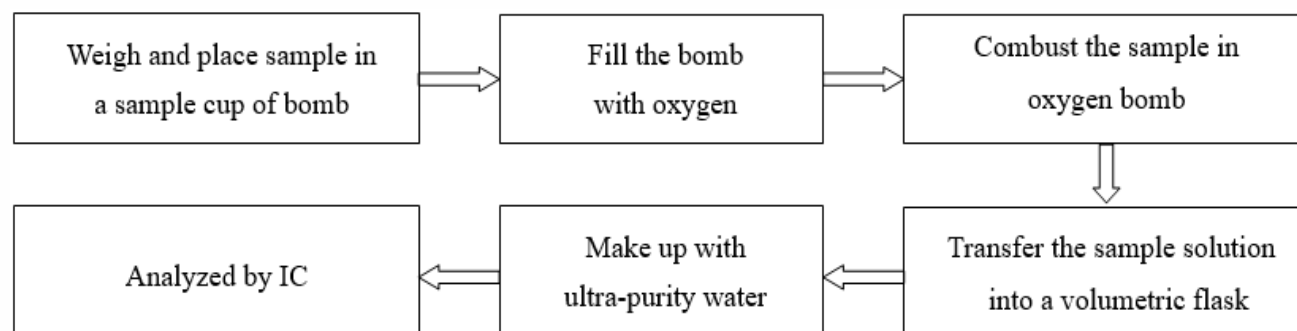 Weigh and place sample in
a sample cup of bomb
Fill the bomb
with oxygen
Combust the sample in
oxygen bomb
Transfer the sample solution
into a volumetric flask
Make up with
ultra-purity water
Analyzed by IC